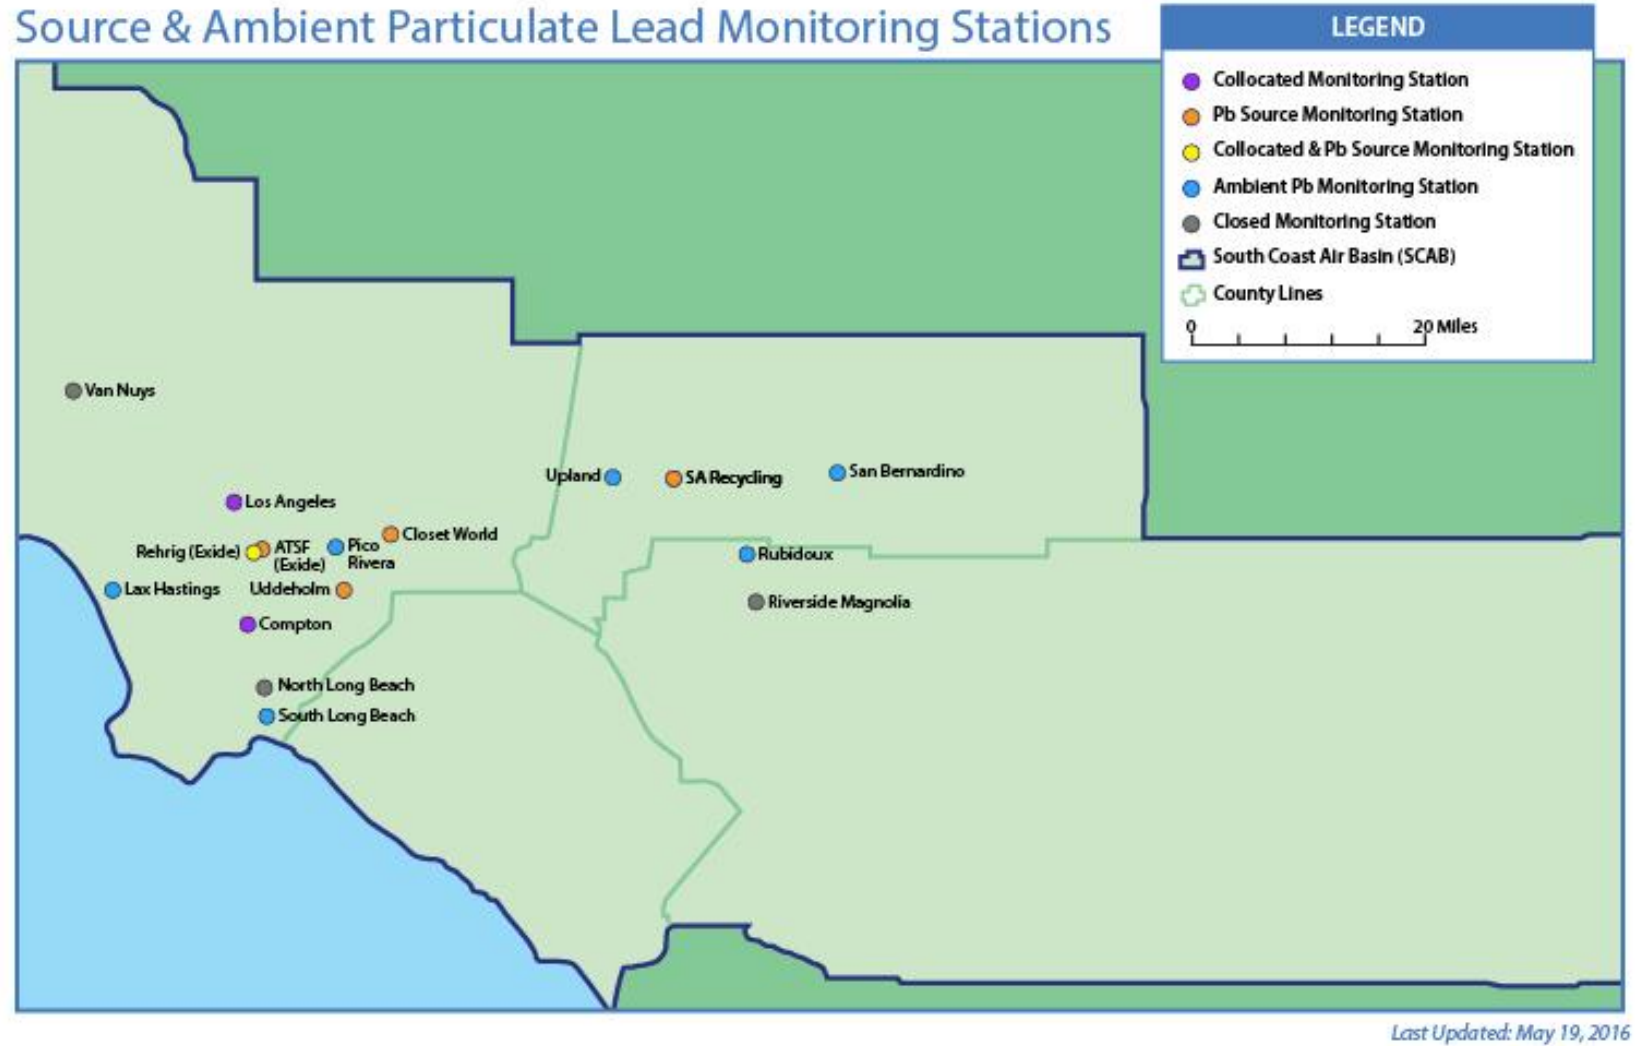 Source & Ambient Particulate Lead Monitoring Stations
LEGEND
Collocated Monitoring Station
Pb Source Monitoring Station
Collocated & Pb Source Monitoring Station
Ambient Pb Monitoring Station
Closed Monitoring Station
South Coast Air Basin (SCAB)
County Lines
0 20 Miles
Van Nuys
Upland
SA Recycling
San Bernardino
Los Angeles
Closet World
Rehrig (Exide)
ATSF
(Exide)
Pico
Rivera
Rubidoux
Lax Hastings
Uddeholm
Riverside Magnolia
Compton
North Long Beach
South Long Beach
Last Updated: May 19, 2016